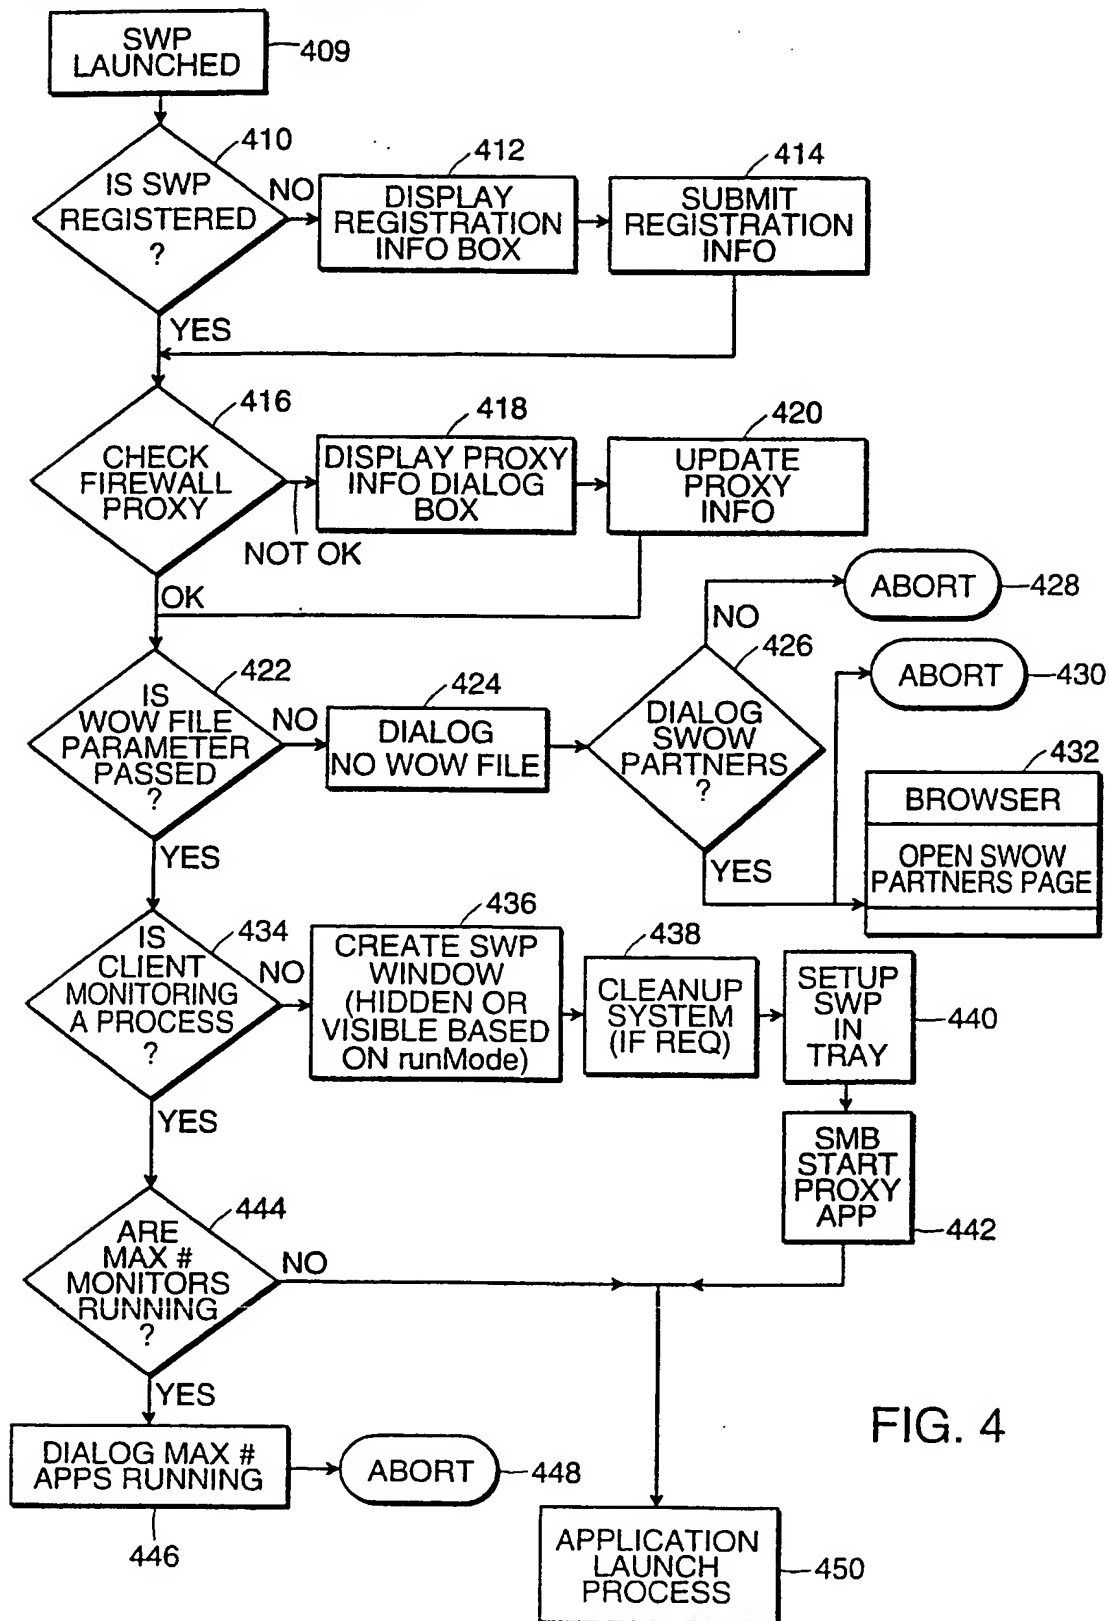 SWP
LAUNCHED
409
410
IS SWP
REGISTERED
?
NO
412
DISPLAY
REGISTRATION
INFO BOX
414
SUBMIT
REGISTRATION
INFO
YES
416
CHECK
FIREWALL
PROXY
NOT OK
418
DISPLAY PROXY
INFO DIALOG
BOX
420
UPDATE
PROXY
INFO
OK
422
IS
WOW FILE
PARAMETER
PASSED
?
NO
424
DIALOG
NO WOW FILE
426
DIALOG
SWOW
PARTNERS
?
NO
ABORT
428
ABORT
430
YES
432
BROWSER
OPEN SWOW
PARTNERS PAGE
YES
434
IS
CLIENT
MONITORING
A PROCESS
?
NO
436
CREATE SWP
WINDOW
(HIDDEN OR
VISIBLE BASED
ON runMode)
438
CLEANUP
SYSTEM
(IF REQ)
SETUP
SWP
IN
TRAY
440
SMB
START
PROXY
APP
442
YES
444
ARE
MAX #
MONITORS
RUNNING
?
NO
YES
DIALOG MAX #
APPS RUNNING
446
ABORT
448
APPLICATION
LAUNCH
PROCESS
450
FIG. 4